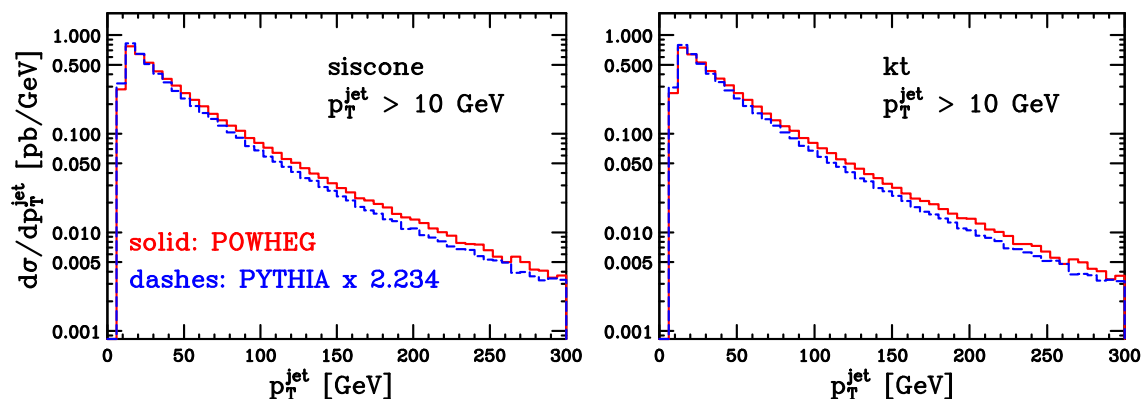 1.000
0.500
0.100
0.050
0.010
0.005
0.001
dσ/dp_T^jet [pb/GeV]
siscone
p_T^jet > 10 GeV
solid: POWHEG
dashes: PYTHIA x 2.234
0 50 100 150 200 250 300
p_T^jet [GeV]
1.000
0.500
0.100
0.050
0.010
0.005
0.001
kt
p_T^jet > 10 GeV
0 50 100 150 200 250 300
p_T^jet [GeV]